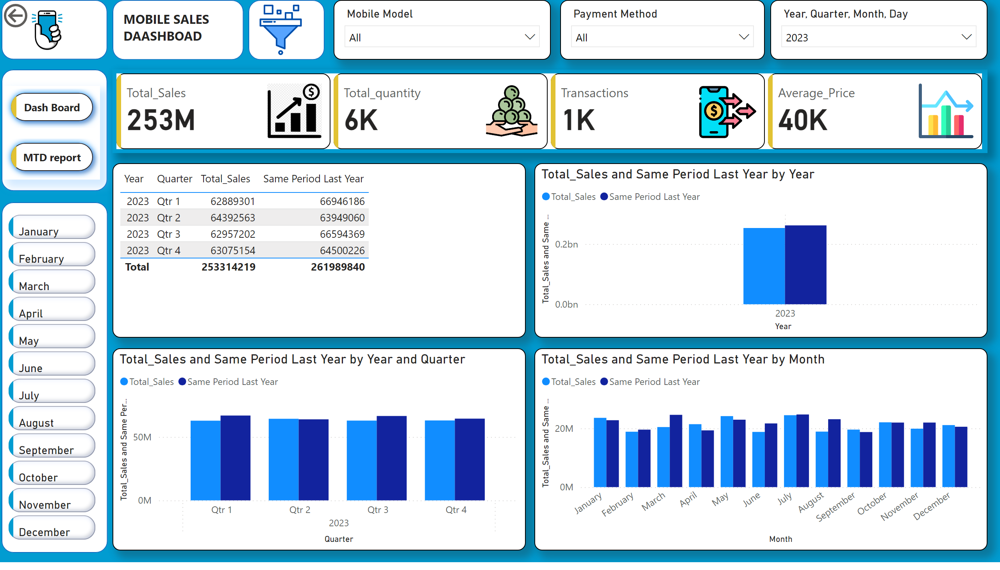 MOBILE SALES
DAASHBOAD
Mobile Model
All
Payment Method
All
Year, Quarter, Month, Day
2023
Dash Board
MTD report
Total_Sales
253M
$
Total_quantity
6K
Transactions
1K
$
Average_Price
40K
January
February
March
April
May
June
July
August
September
October
November
December
Year Quarter Total_Sales Same Period Last Year
2023 Qtr 1 62889301 66946186
2023 Qtr 2 64392563 63949060
2023 Qtr 3 62957202 66594369
2023 Qtr 4 63075154 64500226
Total 253314219 261989840
Total_Sales and Same Period Last Year by Year
Total_Sales Same Period Last Year
Total_Sales and Same ...
0.2bn
0.0bn
2023
Year
Total_Sales and Same Period Last Year by Year and Quarter
Total_Sales Same Period Last Year
Total_Sales and Same Per...
50M
0M
Qtr 1 Qtr 2 Qtr 3 Qtr 4
2023
Quarter
Total_Sales and Same Period Last Year by Month
Total_Sales Same Period Last Year
Total_Sales and Same ...
20M
0M
January February March April May June July August September October November December
Month